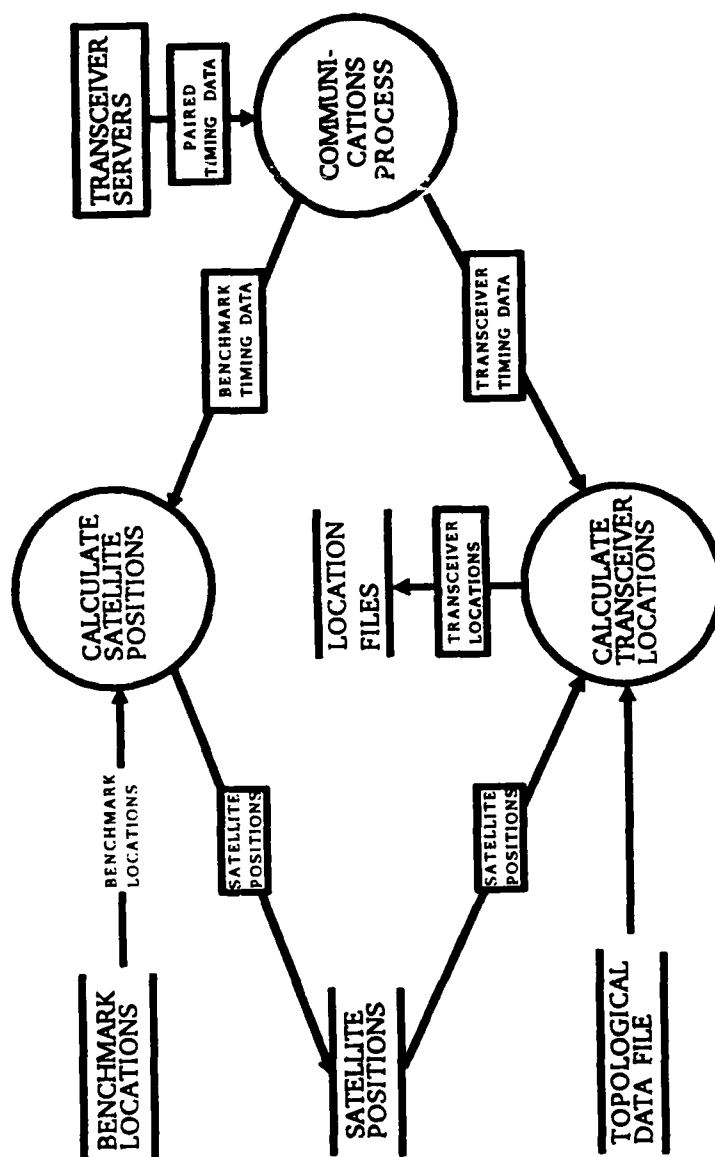 TRANSCEIVER
SERVERS
PAIRED
TIMING DATA
COMMUNI-
CATIONS
PROCESS
BENCHMARK
TIMING DATA
TRANSCEIVER
TIMING DATA
CALCULATE
SATELLITE
POSITIONS
LOCATION
FILES
TRANSCEIVER
LOCATIONS
CALCULATE
TRANSCEIVER
LOCATIONS
BENCHMARK
LOCATIONS
SATELLITE
POSITIONS
SATELLITE
POSITIONS
BENCHMARK
LOCATIONS
SATELLITE
POSITIONS
TOPOLOGICAL
DATA FILE